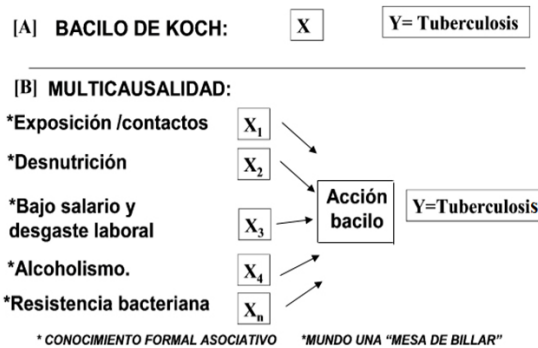 [A] BACILO DE KOCH: X Y= Tuberculosis
[B] MULTICAUSALIDAD:
*Exposición /contactos X1
*Desnutrición X2
*Bajo salario y
desgaste laboral X3
Acción
bacilo
Y=Tuberculosis
*Alcoholismo. X4
*Resistencia bacteriana Xn
* CONOCIMIENTO FORMAL ASOCIATIVO *MUNDO UNA “MESA DE BILLAR”